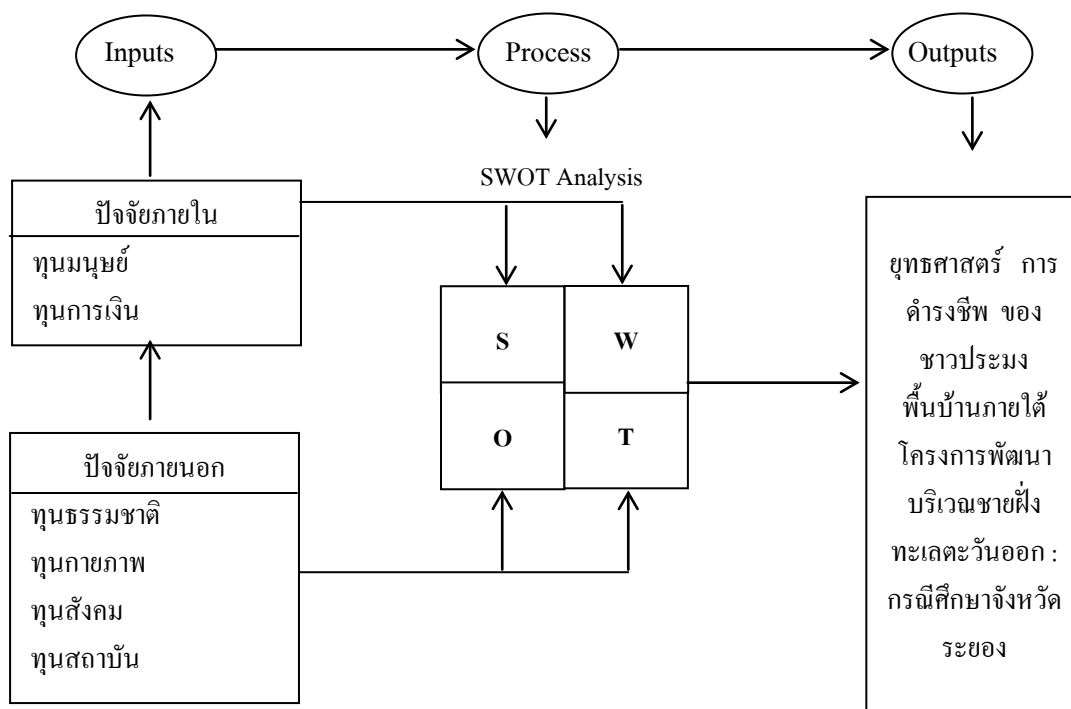 Inputs
Process
Outputs
SWOT Analysis
ปัจจัยภายใน
ทุนมนุษย์
ทุนการเงิน
S
W
O
T
ปัจจัยภายนอก
ทุนธรรมชาติ
ทุนกายภาพ
ทุนสังคม
ทุนสถาบัน
ยุทธศาสตร์ การ
ดำรงชีพ ของ
ชาวประมง
พื้นบ้านภายใต้
โครงการพัฒนา
บริเวณชายฝั่ง
ทะเลตะวันออก :
กรณีศึกษาจังหวัด
ระยอง